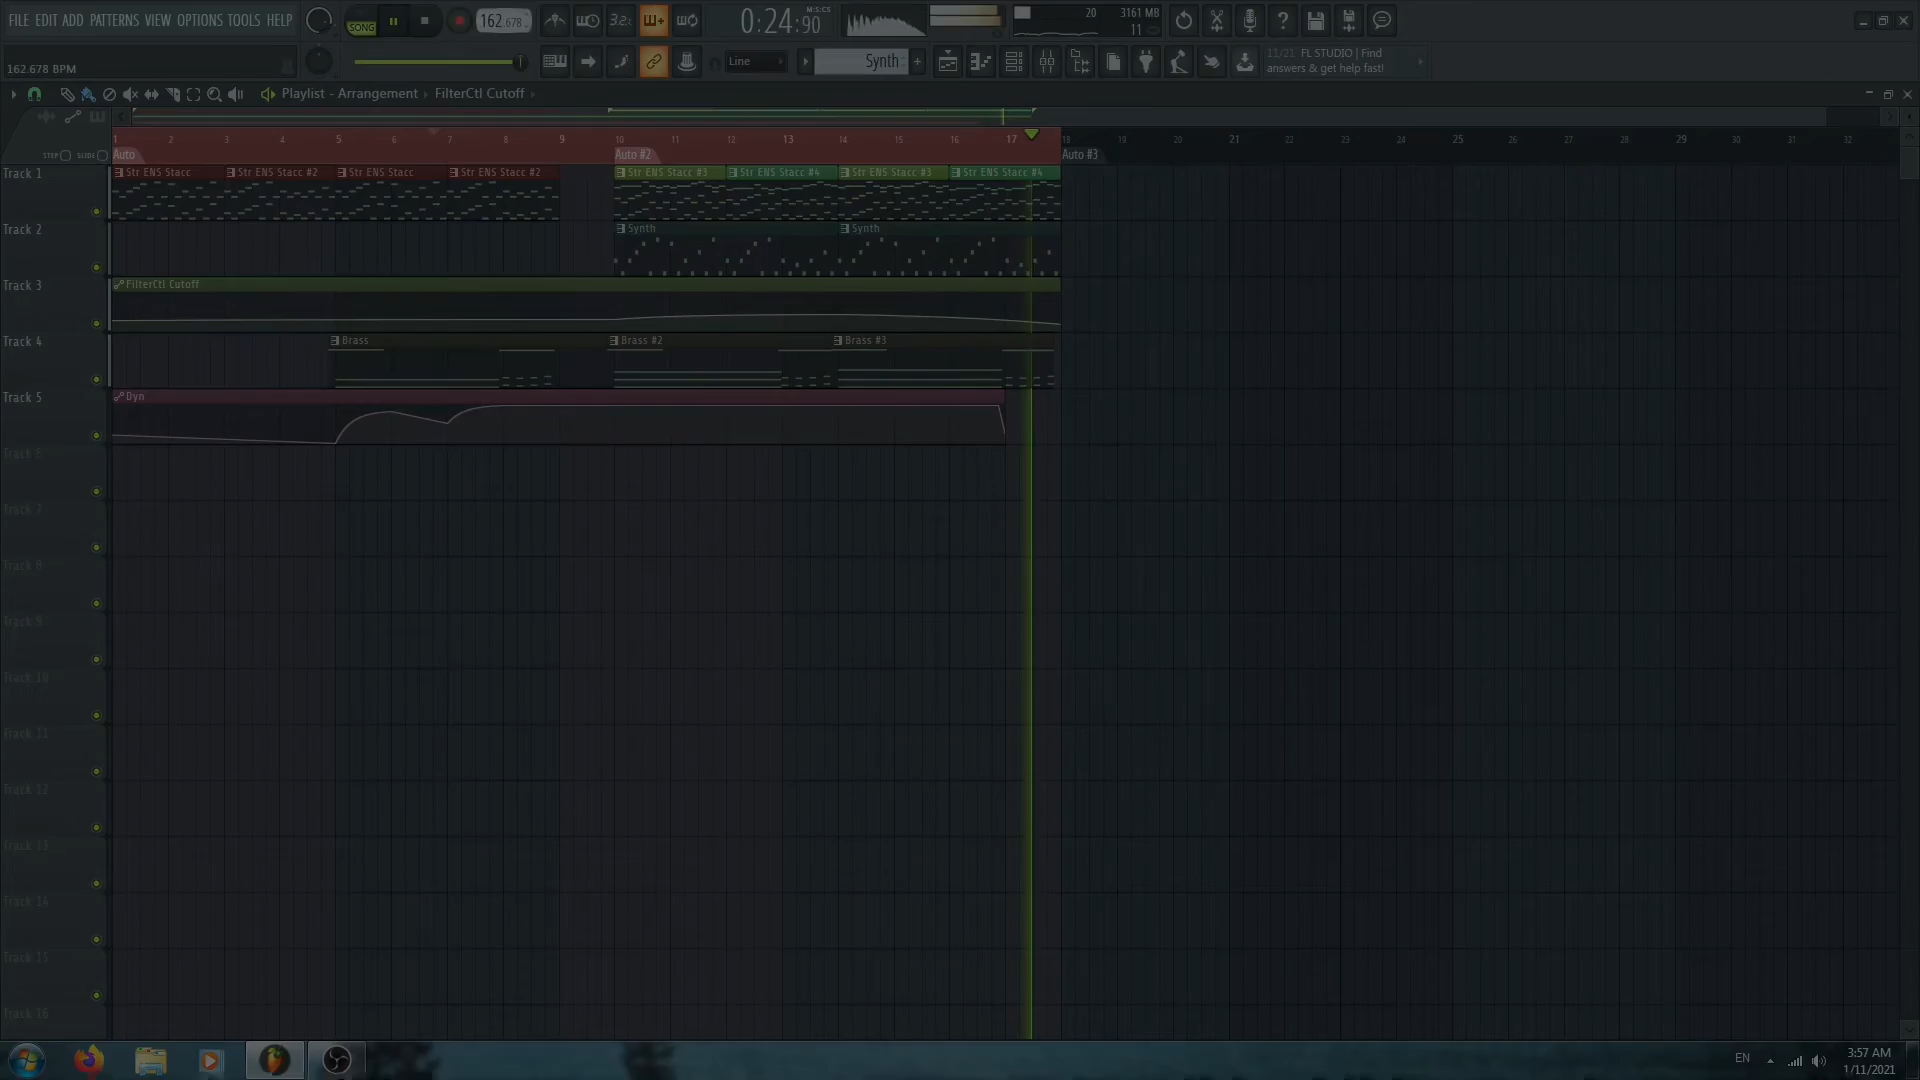 FILE EDIT ADD PATTERNS VIEW OPTIONS TOOLS HELP
SONG
162.678
0:24:90
M:S:CS
20
3161 MB
11
162.678 BPM
Line
Synth
11/21 FL STUDIO | Find
answers & get help fast!
Playlist - Arrangement FilterCtl Cutoff
STEP SLIDE
1 2 3 4 5 6 7 8 9 10 11 12 13 14 15 16 17 18 19 20 21 22 23 24 25 26 27 28 29 30 31 32
Auto Auto #2 Auto #3
Track 1
Str ENS Stacc Str ENS Stacc #2 Str ENS Stacc Str ENS Stacc #2 Str ENS Stacc #3 Str ENS Stacc #4 Str ENS Stacc #3 Str ENS Stacc #4
Track 2
Synth Synth
Track 3
FilterCtl Cutoff
Track 4
Brass Brass #2 Brass #3
Track 5
Dyn
Track 6
Track 7
Track 8
Track 9
Track 10
Track 11
Track 12
Track 13
Track 14
Track 15
Track 16
EN
3:57 AM
1/11/2021